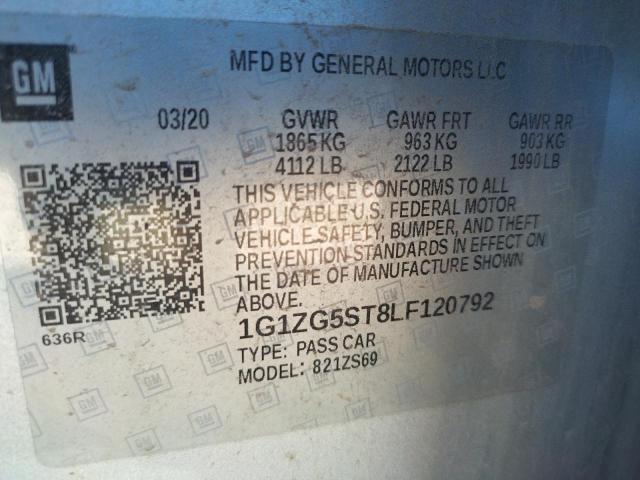 GM
MFD BY GENERAL MOTORS LLC
03/20 GVWR GAWR FRT GAWR RR
1865 KG 963 KG 903 KG
4112 LB 2122 LB 1990 LB
THIS VEHICLE CONFORMS TO ALL
APPLICABLE U.S. FEDERAL MOTOR
VEHICLE SAFETY, BUMPER, AND THEFT
PREVENTION STANDARDS IN EFFECT ON
THE DATE OF MANUFACTURE SHOWN
ABOVE.
636R
1G1ZG5ST8LF120792
TYPE: PASS CAR
MODEL: 821ZS69